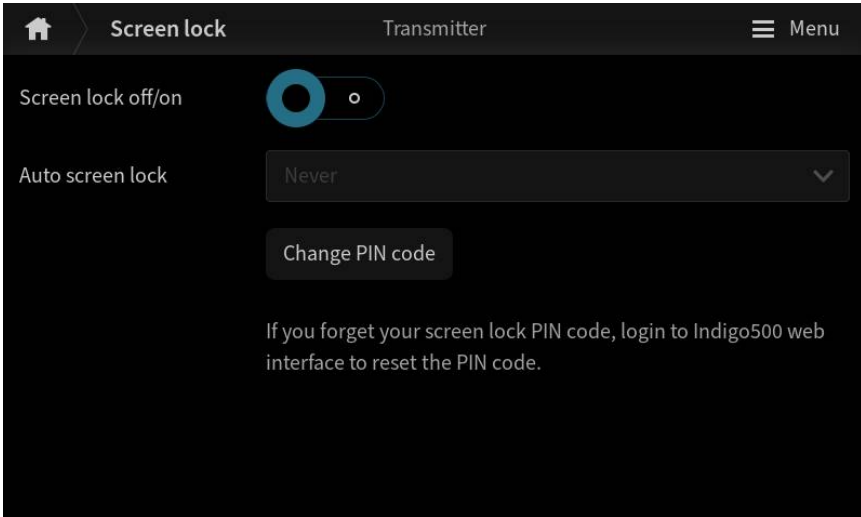 Screen lock
Transmitter
Menu
Screen lock off/on
Auto screen lock
Never
Change PIN code
If you forget your screen lock PIN code, login to Indigo500 web
interface to reset the PIN code.